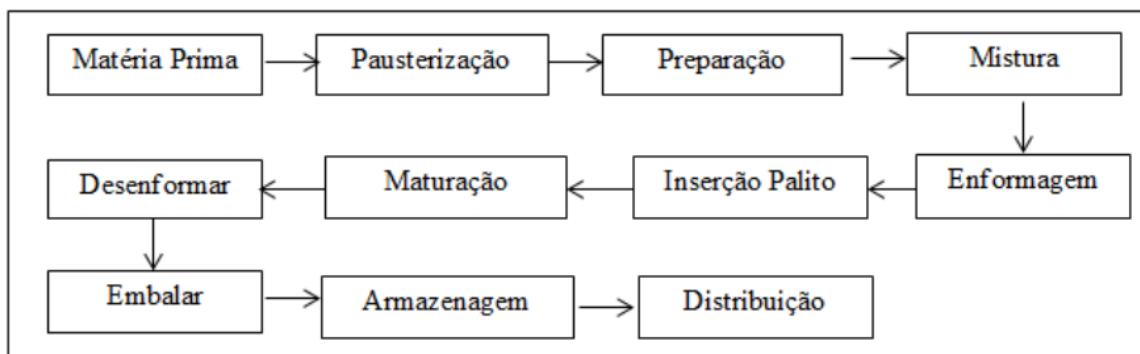 Matéria Prima
Pausterização
Preparação
Mistura
Enformagem
Inserção Palito
Maturação
Desenformar
Embalar
Armazenagem
Distribuição